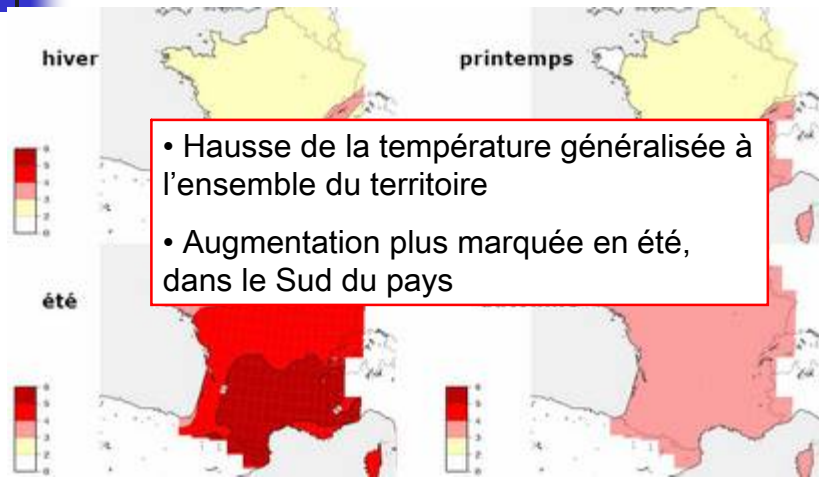 hiver
printemps
• Hausse de la température généralisée à
l'ensemble du territoire
• Augmentation plus marquée en été,
dans le Sud du pays
été